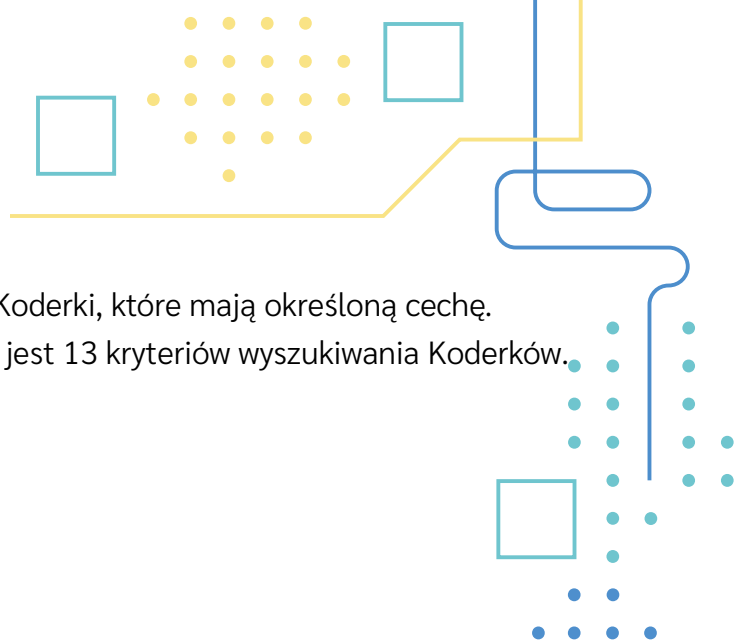 Koderki, które mają określoną cechę.
jest 13 kryteriów wyszukiwania Koderków.